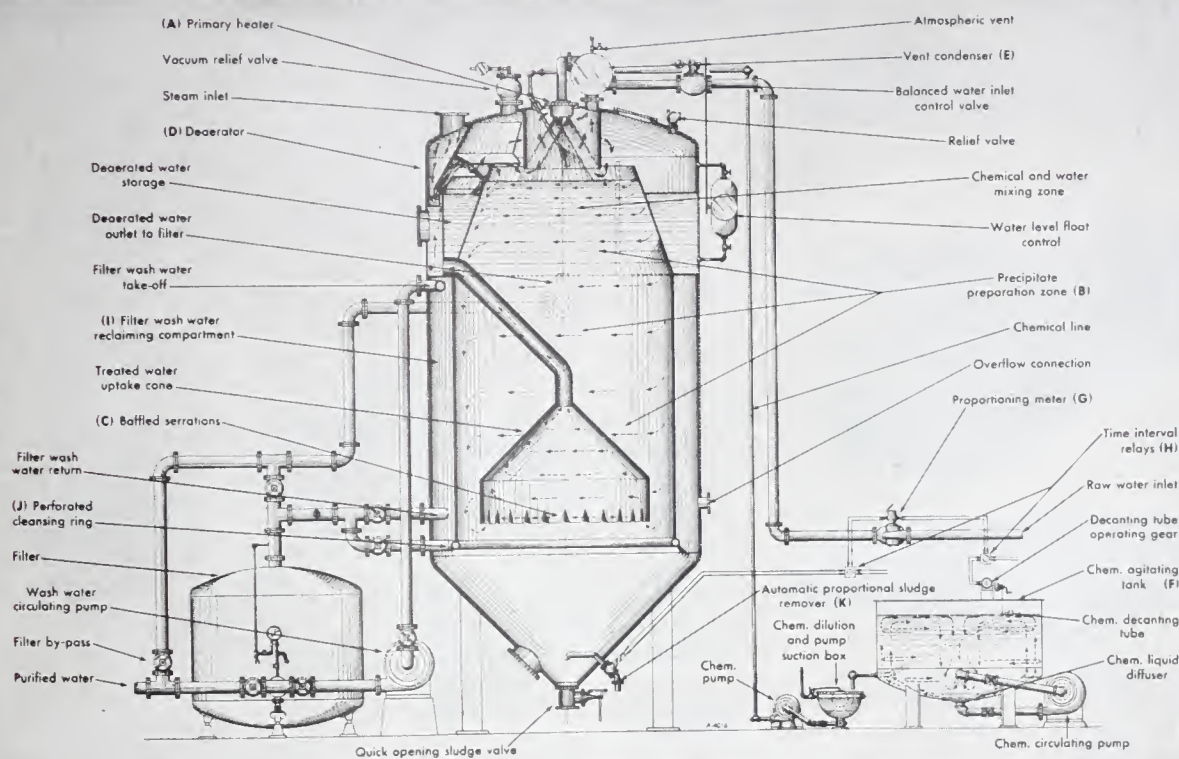 (A) Primary heater
Vacuum relief valve
Steam inlet
(D) Deaerator
Deaerated water
storage
Deaerated water
outlet to filter
Filter wash water
take-off
(I) Filter wash water
reclaiming compartment
Treated water
uptake cone
(C) Baffled serrations
Filter wash
water return
(J) Perforated
cleansing ring
Filter
Wash water
circulating pump
Filter by-pass
Purified water
Quick opening sludge valve
Atmospheric vent
Vent condenser (E)
Balanced water inlet
control valve
Relief valve
Chemical and water
mixing zone
Water level float
control
Precipitate
preparation zone (B)
Chemical line
Overflow connection
Proportioning meter (G)
Time interval
relays (H)
Raw water inlet
Decanting tube
operating gear
Chem. agitating
tank (F)
Chem. decanting
tube
Chem. liquid
diffuser
Chem. circulating pump
Automatic proportional sludge
remover (K)
Chem. dilution
and pump
suction box
Chem.
pump